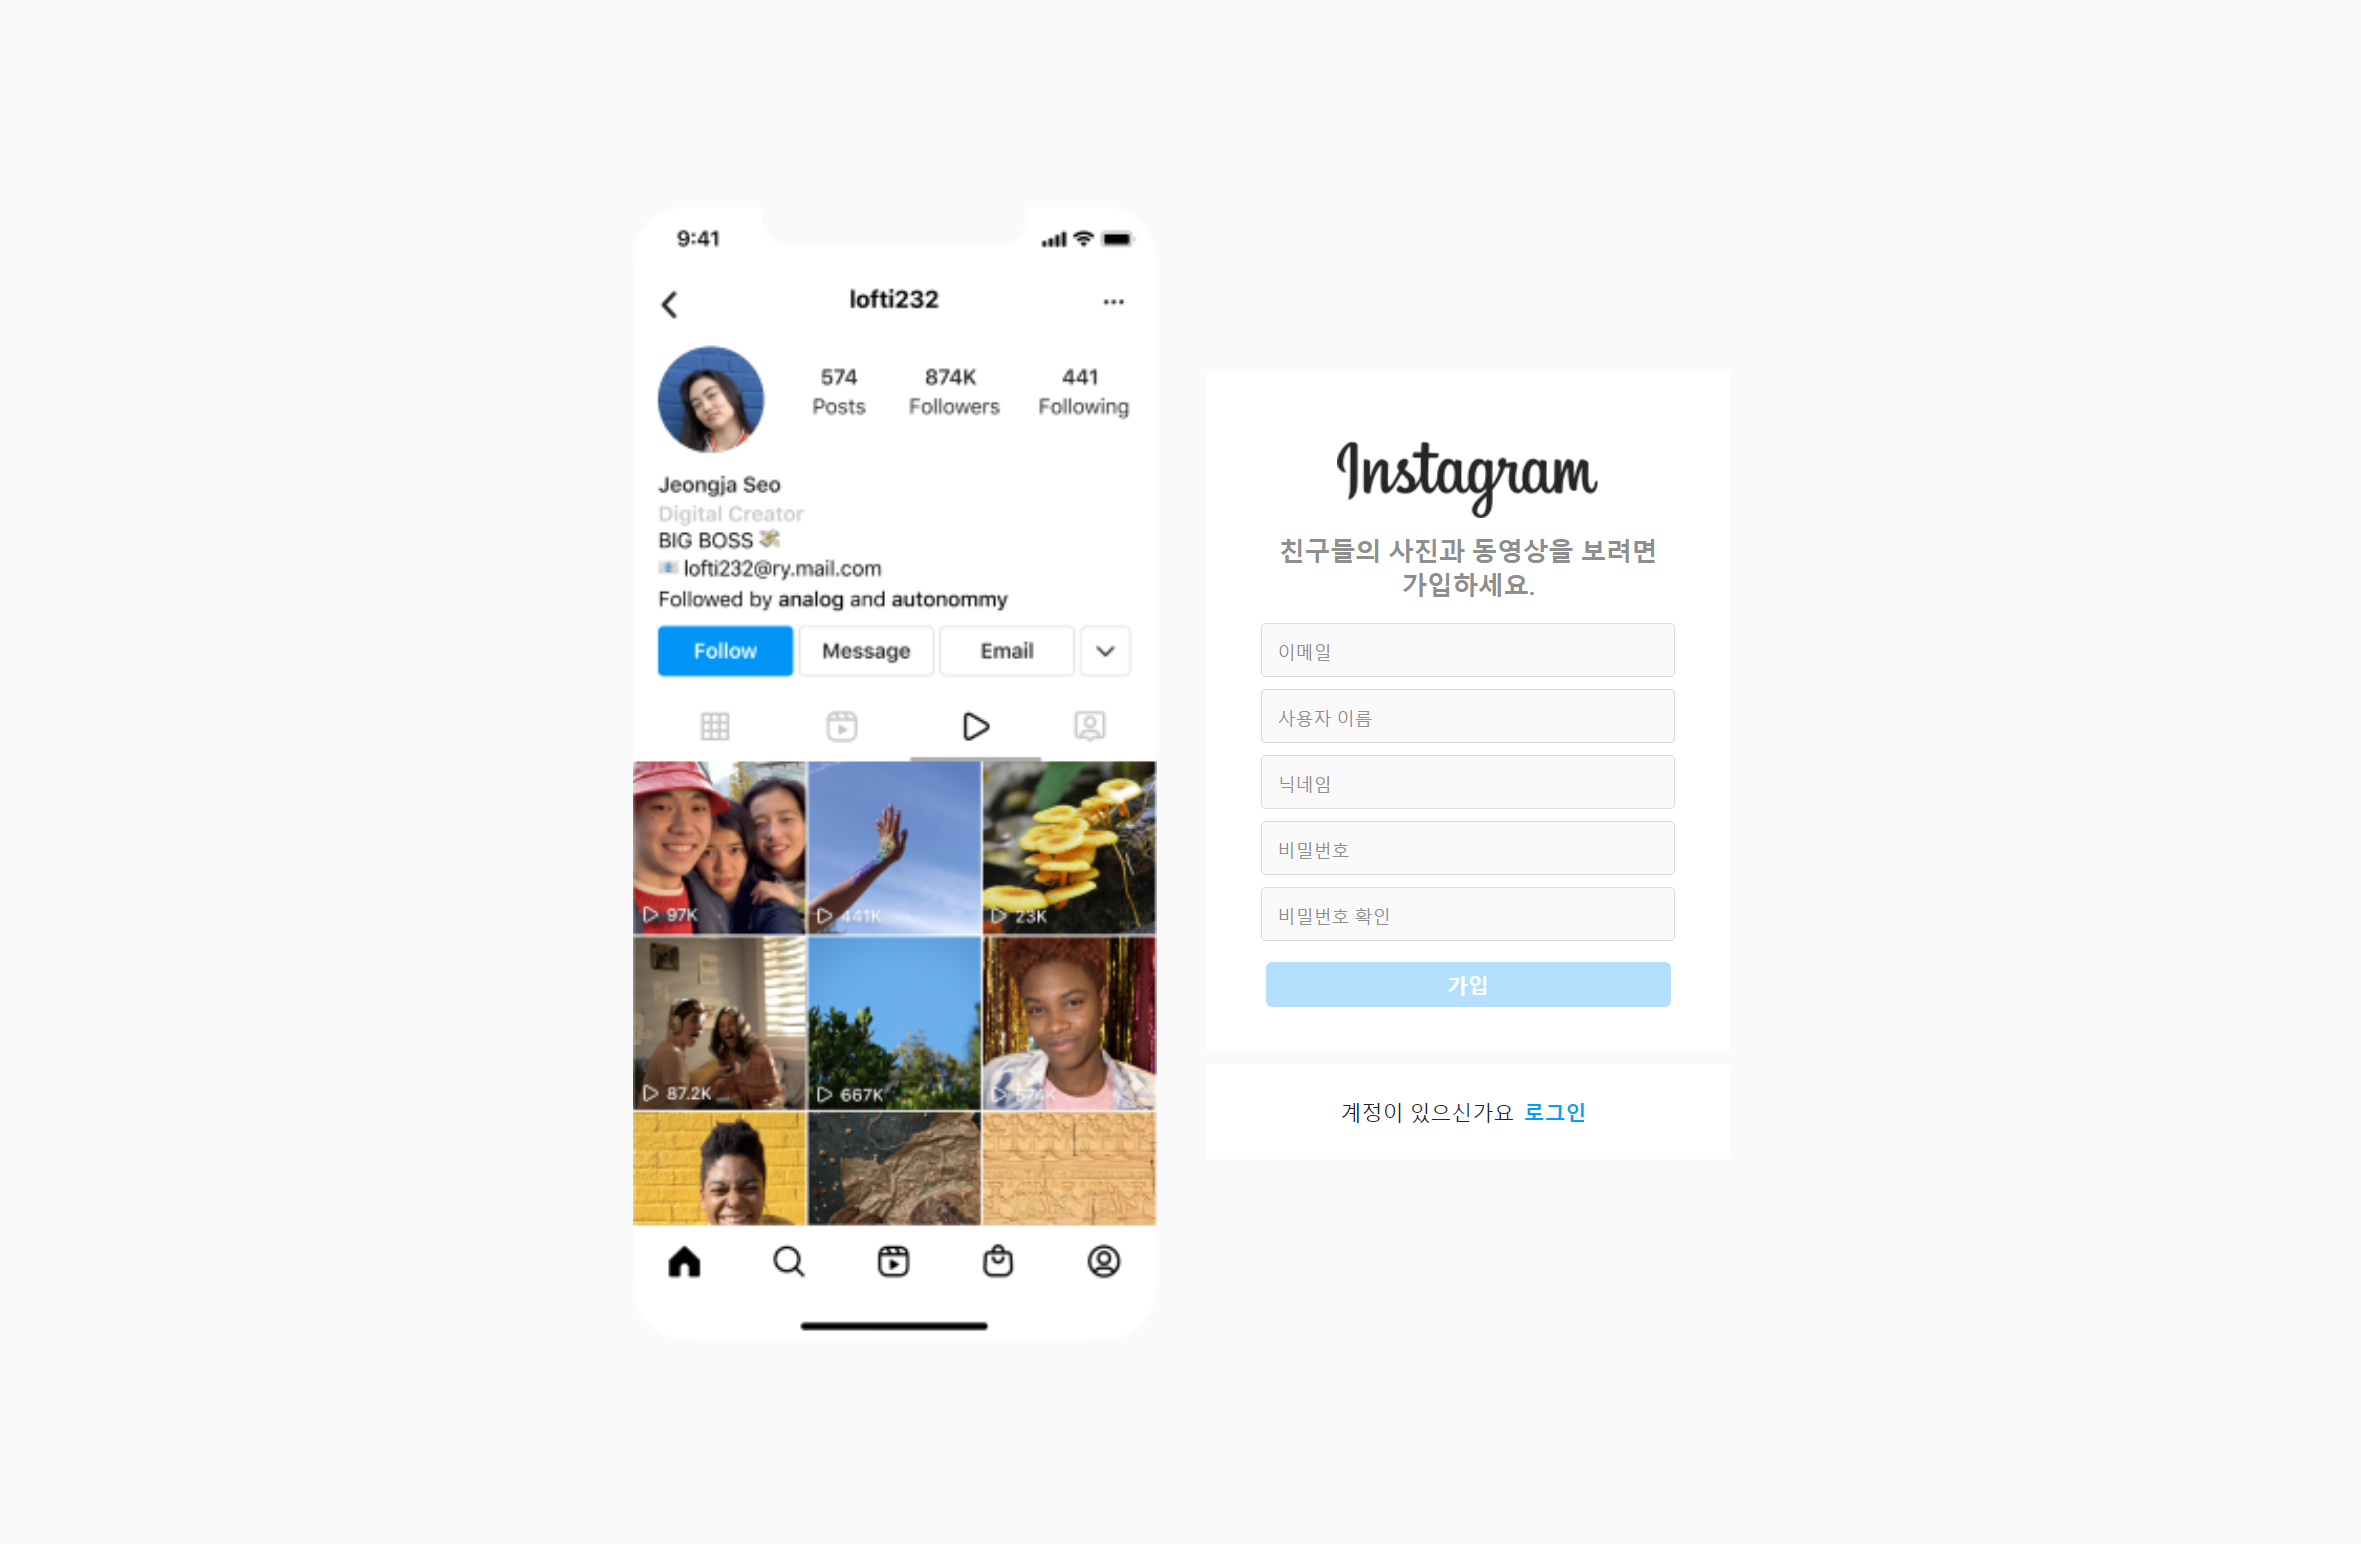 9:41
lofti232
574 874K 441
Posts Followers Following
Jeongja Seo
Digital Creator
BIG BOSS
lofti232@ry.mail.com
Followed by analog and autonommy
Follow Message Email
97K 441K 23K
87.2K 667K
Instagram
친구들의 사진과 동영상을 보려면
가입하세요.
이메일
사용자 이름
닉네임
비밀번호
비밀번호 확인
가입
계정이 있으신가요 로그인